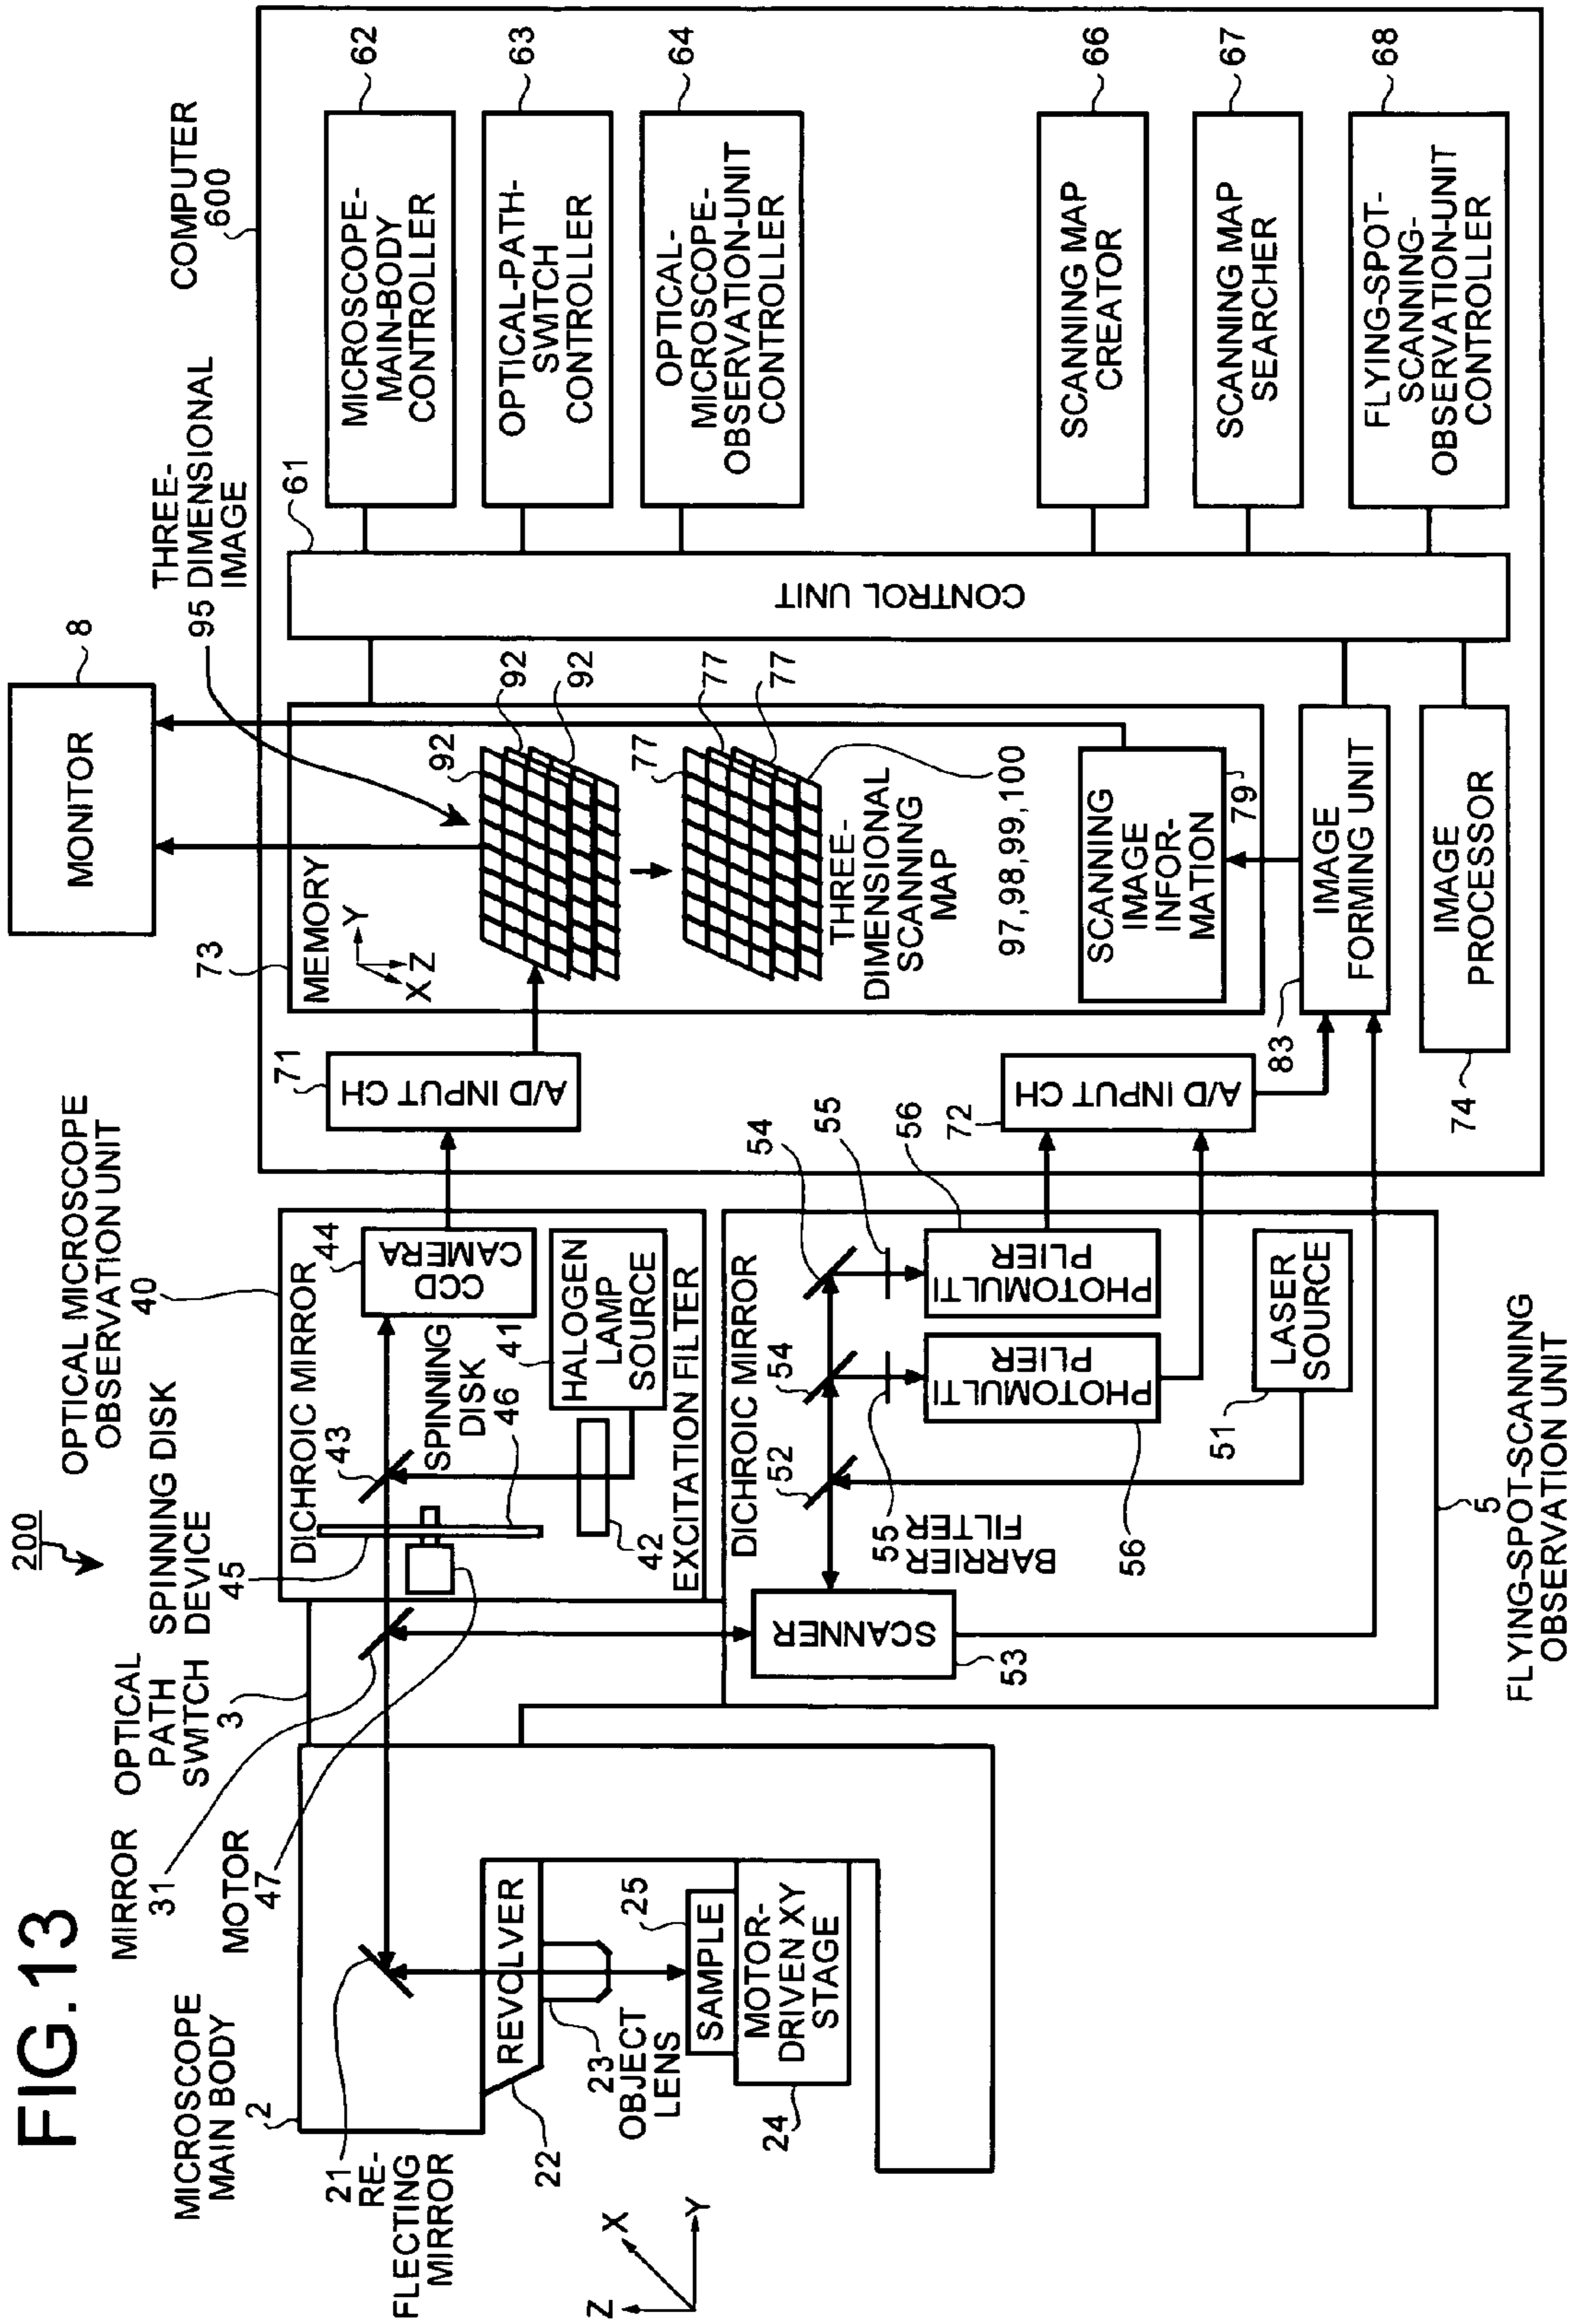 FIG.13
200
MICROSCOPE
MAIN BODY
2
MIRROR
31
MOTOR
47
OPTICAL
PATH
SWITCH
3
SPINNING DISK
DEVICE
45
OPTICAL MICROSCOPE
OBSERVATION UNIT
40
MONITOR
8
THREE-
95 DIMENSIONAL
IMAGE
COMPUTER
600
21
RE-
FLECTING
MIRROR
REVOLVER
22
23
OBJECT
LENS
25
SAMPLE
MOTOR-
DRIVEN XY
STAGE
24
Z
X
Y
DICHROIC MIRROR
43
44
CCD
CAMERA
SPINNING
DISK
46
41
HALOGEN
LAMP
SOURCE
42
EXCITATION FILTER
DICHROIC MIRROR
52
54
54
55
55
BARRIER
FILTER
PHOTOMULTI
PLIER
56
PHOTOMULTI
PLIER
56
SCANNER
53
LASER
SOURCE
51
5
FLYING-SPOT-SCANNING
OBSERVATION UNIT
71
A/D INPUT CH
72
A/D INPUT CH
73
MEMORY
Y
X
Z
92
92
92
77
77
77
THREE-
DIMENSIONAL
SCANNING
MAP
97,98,99,100
SCANNING
IMAGE
INFOR-
MATION
79
83
IMAGE
FORMING UNIT
IMAGE
PROCESSOR
74
61
CONTROL UNIT
MICROSCOPE-
MAIN-BODY
CONTROLLER
62
OPTICAL-PATH-
SWITCH
CONTROLLER
63
OPTICAL-
MICROSCOPE-
OBSERVATION-UNIT
CONTROLLER
64
SCANNING MAP
CREATOR
66
SCANNING MAP
SEARCHER
67
FLYING-SPOT-
SCANNING-
OBSERVATION-UNIT
CONTROLLER
68